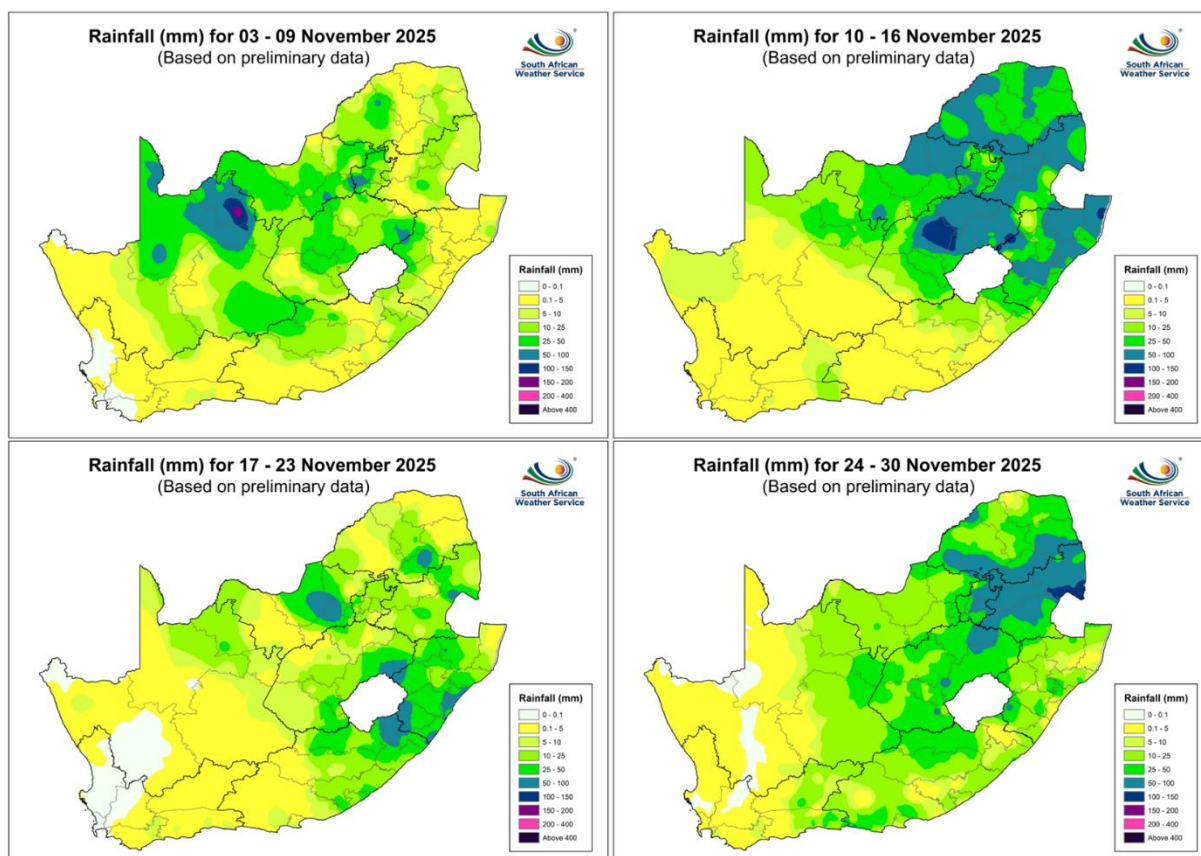 Rainfall (mm) for 03 - 09 November 2025
(Based on preliminary data)
South African
Weather Service
®
Rainfall (mm)
0 - 0.1
0.1 - 5
5 - 10
10 - 25
25 - 50
50 - 100
100 - 150
150 - 200
200 - 400
Above 400
Rainfall (mm) for 10 - 16 November 2025
(Based on preliminary data)
South African
Weather Service
®
Rainfall (mm)
0 - 0.1
0.1 - 5
5 - 10
10 - 25
25 - 50
50 - 100
100 - 150
150 - 200
200 - 400
Above 400
Rainfall (mm) for 17 - 23 November 2025
(Based on preliminary data)
South African
Weather Service
®
Rainfall (mm)
0 - 0.1
0.1 - 5
5 - 10
10 - 25
25 - 50
50 - 100
100 - 150
150 - 200
200 - 400
Above 400
Rainfall (mm) for 24 - 30 November 2025
(Based on preliminary data)
South African
Weather Service
®
Rainfall (mm)
0 - 0.1
0.1 - 5
5 - 10
10 - 25
25 - 50
50 - 100
100 - 150
150 - 200
200 - 400
Above 400